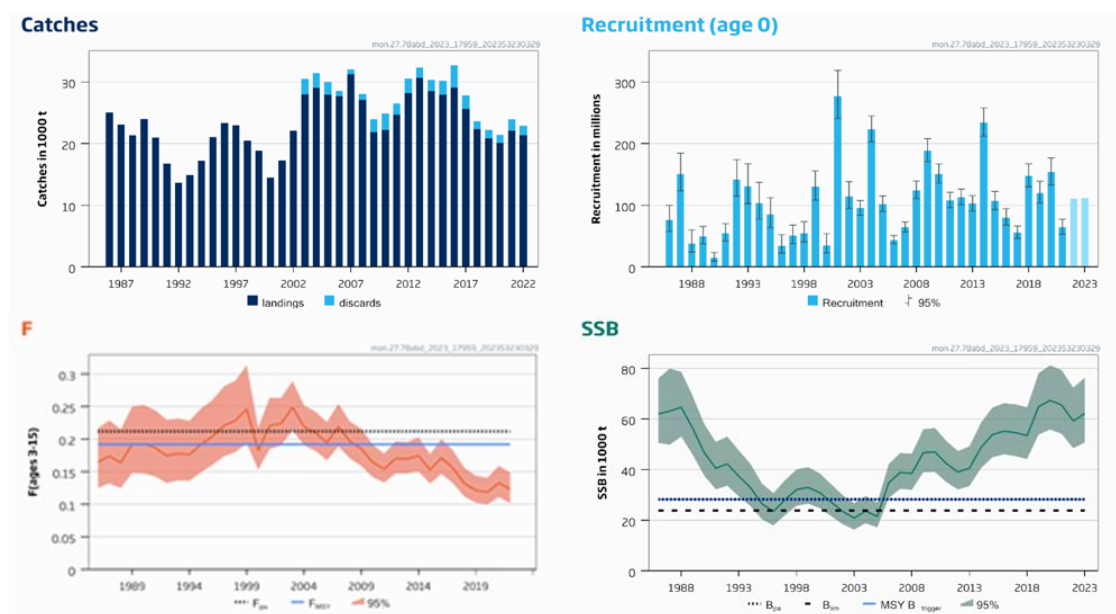 Catches
mon.27.78abd_2023_17959_202353230329
Catches in 1000 t
30
20
10
0
1987 1992 1997 2002 2007 2012 2017 2022
landings discards
Recruitment (age 0)
mon.27.78abd_2023_17959_202353230329
Recruitment in millions
300
200
100
0
1988 1993 1998 2003 2008 2013 2018 2023
Recruitment 95%
F
mon.27.78abd_2023_17959_202353230329
F(ages 3-15)
0.3
0.25
0.2
0.15
0.1
0.05
0
1989 1994 1999 2004 2009 2014 2019
Fpa FMSY 95%
SSB
mon.27.78abd_2023_17959_202353230329
SSB in 1000 t
80
60
40
20
0
1988 1993 1998 2003 2008 2013 2018 2023
Bpa Blim MSY B trigger 95%